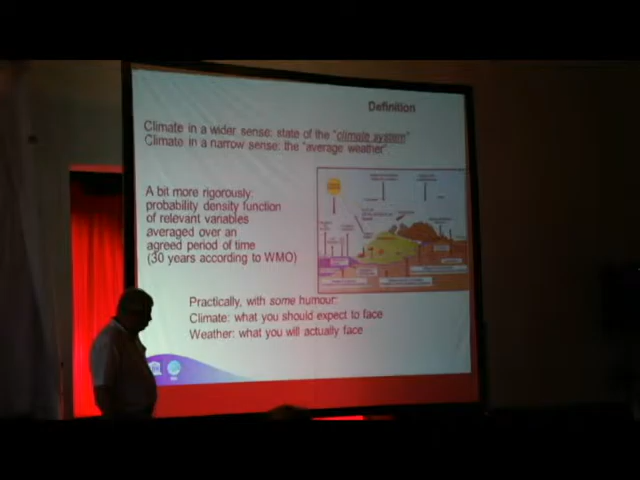 Definition
Climate in a wider sense: state of the "climate system"
Climate in a narrow sense: the "average weather"
A bit more rigorously:
probability density function
of relevant variables
averaged over an
agreed period of time
(30 years according to WMO)
Practically, with some humour:
Climate: what you should expect to face
Weather: what you will actually face